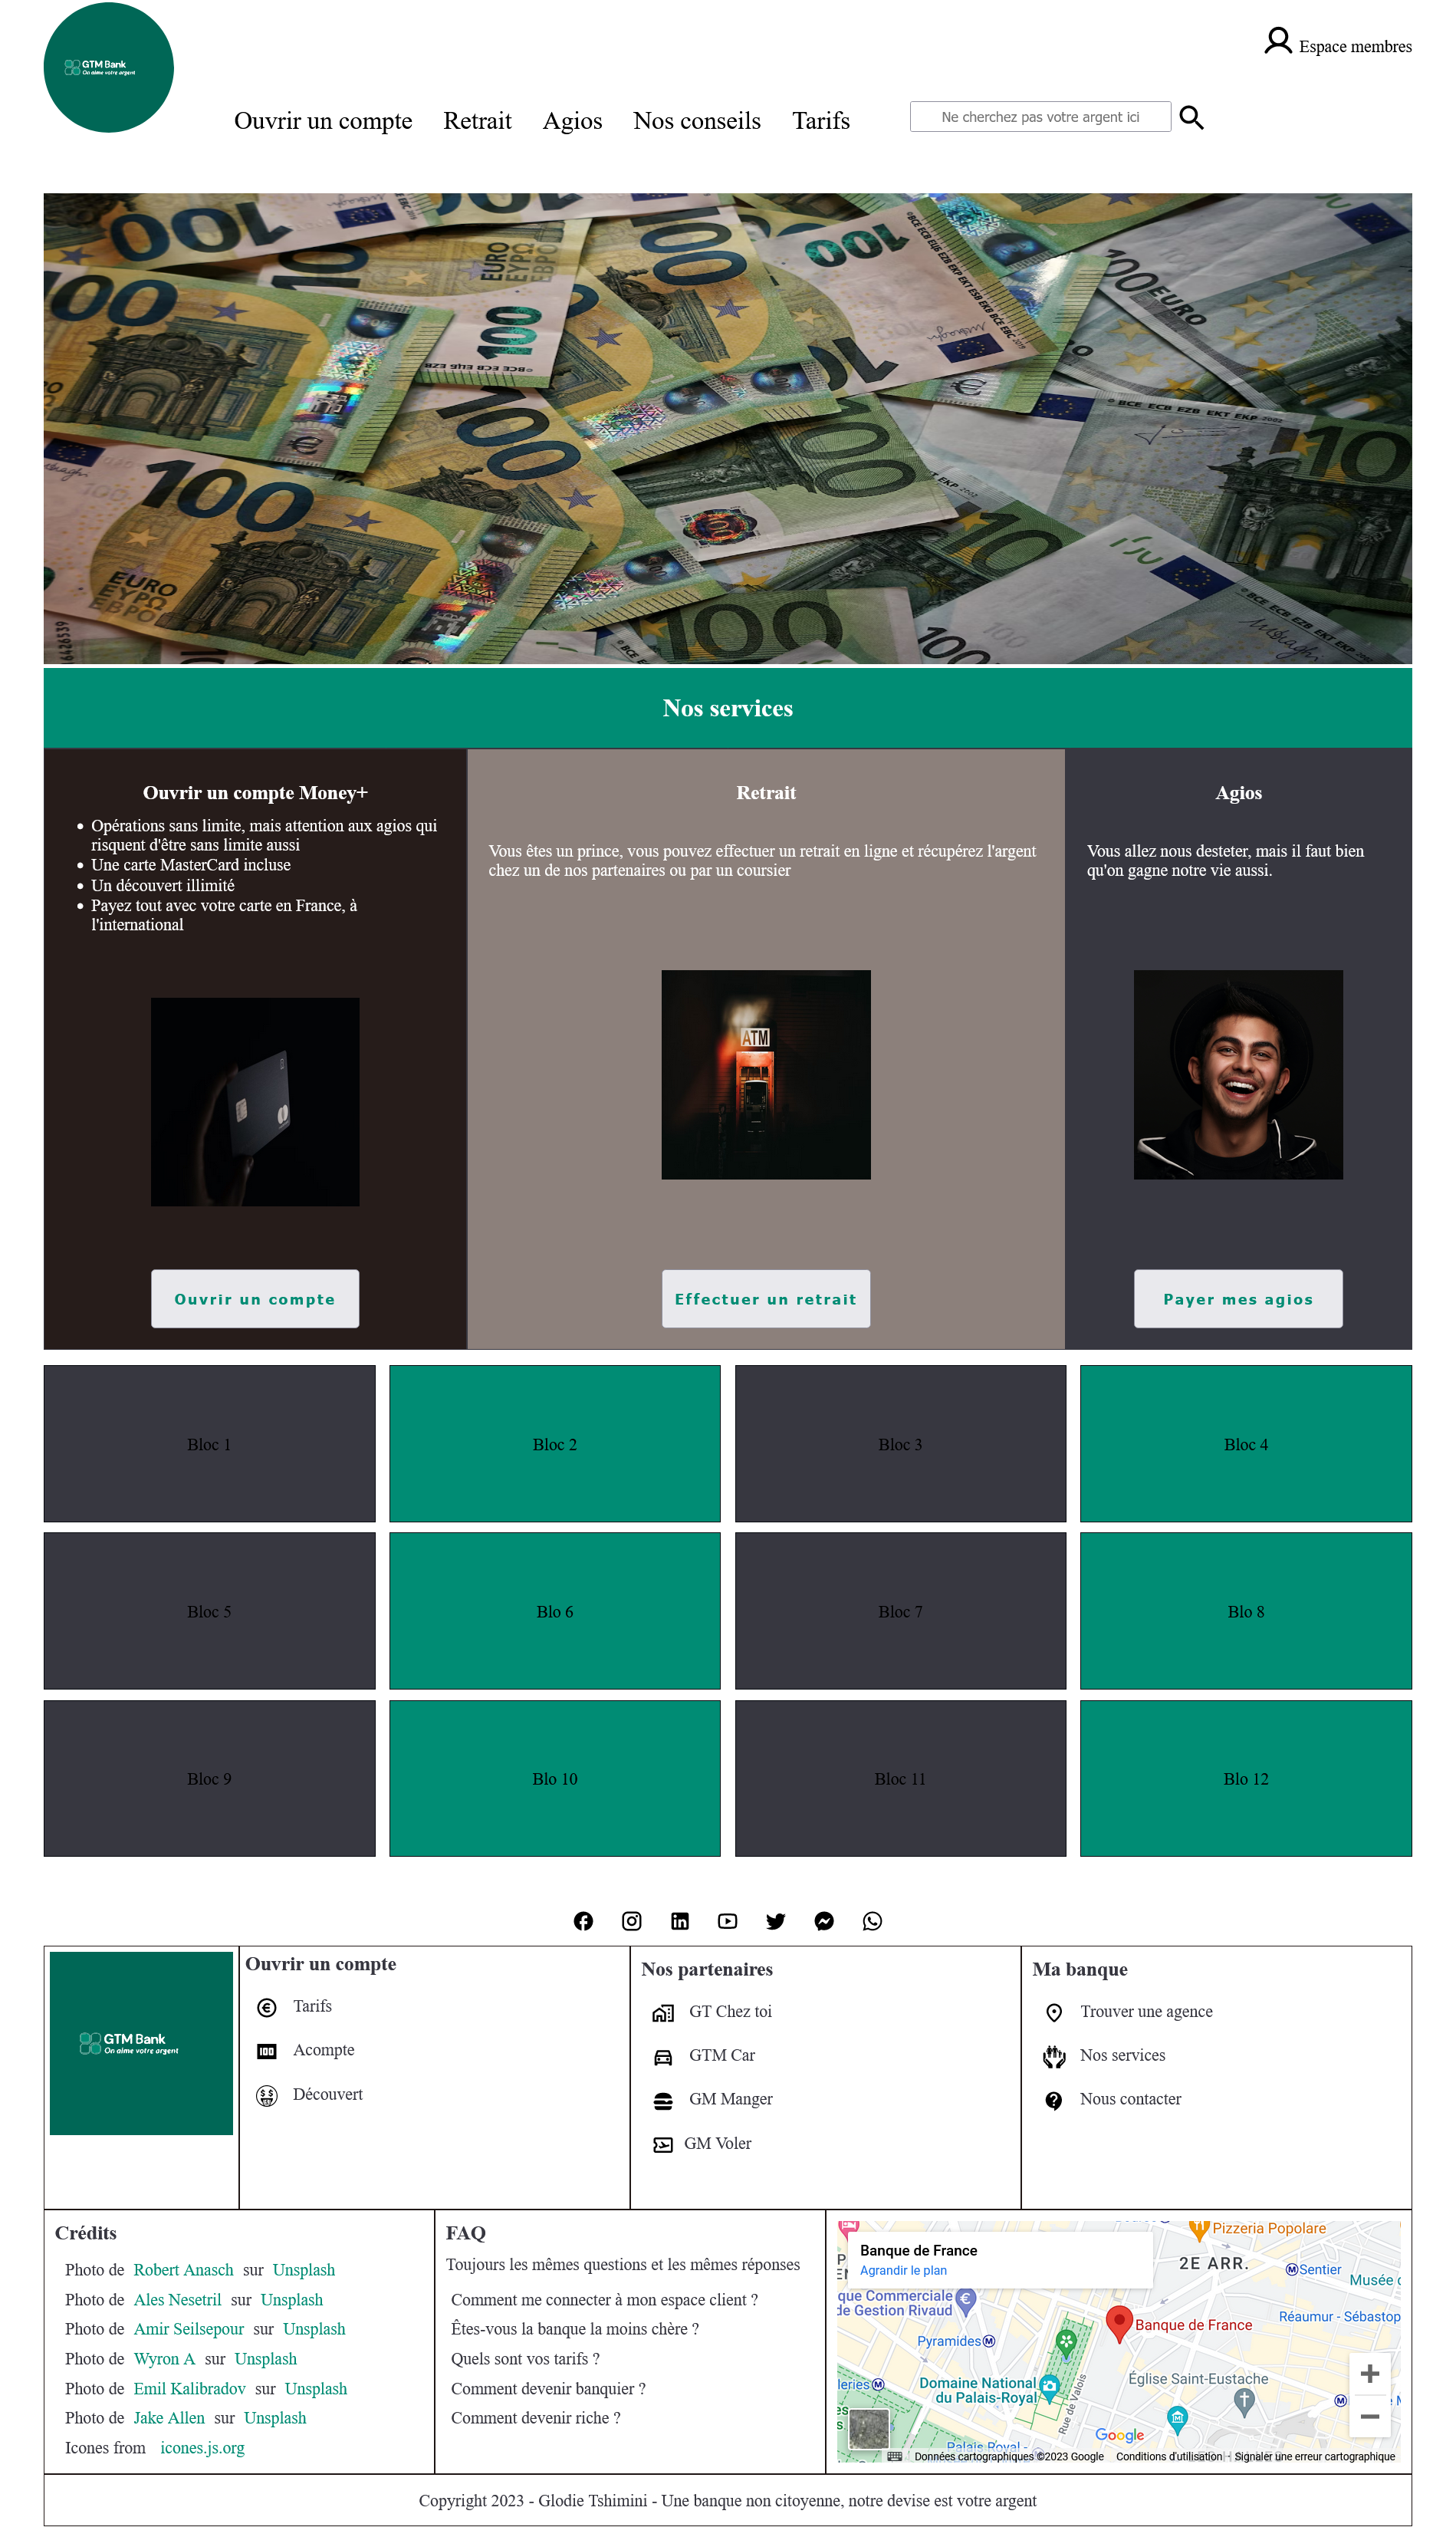 GTM Bank
On aime votre argent
Espace membres
Ouvrir un compte Retrait Agios Nos conseils Tarifs
Ne cherchez pas votre argent ici
Nos services
Ouvrir un compte Money+
Opérations sans limite, mais attention aux agios qui
risquent d'être sans limite aussi
Une carte MasterCard incluse
Un découvert illimité
Payez tout avec votre carte en France, à
l'international
Ouvrir un compte
Retrait
Vous êtes un prince, vous pouvez effectuer un retrait en ligne et récupérez l'argent
chez un de nos partenaires ou par un coursier
ATM
Effectuer un retrait
Agios
Vous allez nous desteter, mais il faut bien
qu'on gagne notre vie aussi.
Payer mes agios
Bloc 1
Bloc 2
Bloc 3
Bloc 4
Bloc 5
Blo 6
Bloc 7
Blo 8
Bloc 9
Blo 10
Bloc 11
Blo 12
GTM Bank
On aime votre argent
Ouvrir un compte
Tarifs
Acompte
Découvert
Nos partenaires
GT Chez toi
GTM Car
GM Manger
GM Voler
Ma banque
Trouver une agence
Nos services
Nous contacter
Crédits
Photo de Robert Anasch sur Unsplash
Photo de Ales Nesetril sur Unsplash
Photo de Amir Seilsepour sur Unsplash
Photo de Wyron A sur Unsplash
Photo de Emil Kalibradov sur Unsplash
Photo de Jake Allen sur Unsplash
Icones from icones.js.org
FAQ
Toujours les mêmes questions et les mêmes réponses
Comment me connecter à mon espace client ?
Êtes-vous la banque la moins chère ?
Quels sont vos tarifs ?
Comment devenir banquier ?
Comment devenir riche ?
Banque de France
Agrandir le plan
Pizzeria Popolare
2E ARR.
Sentier
Musée
que Commerciale
de Gestion Rivaud
Réaumur - Sébastop
Banque de France
Pyramides
Église Saint-Eustache
Domaine National
du Palais-Royal
Rue de Valois
Palais Royal -
Google
Données cartographiques ©2023 Google Conditions d'utilisation Signaler une erreur cartographique
Copyright 2023 - Glodie Tshimini - Une banque non citoyenne, notre devise est votre argent